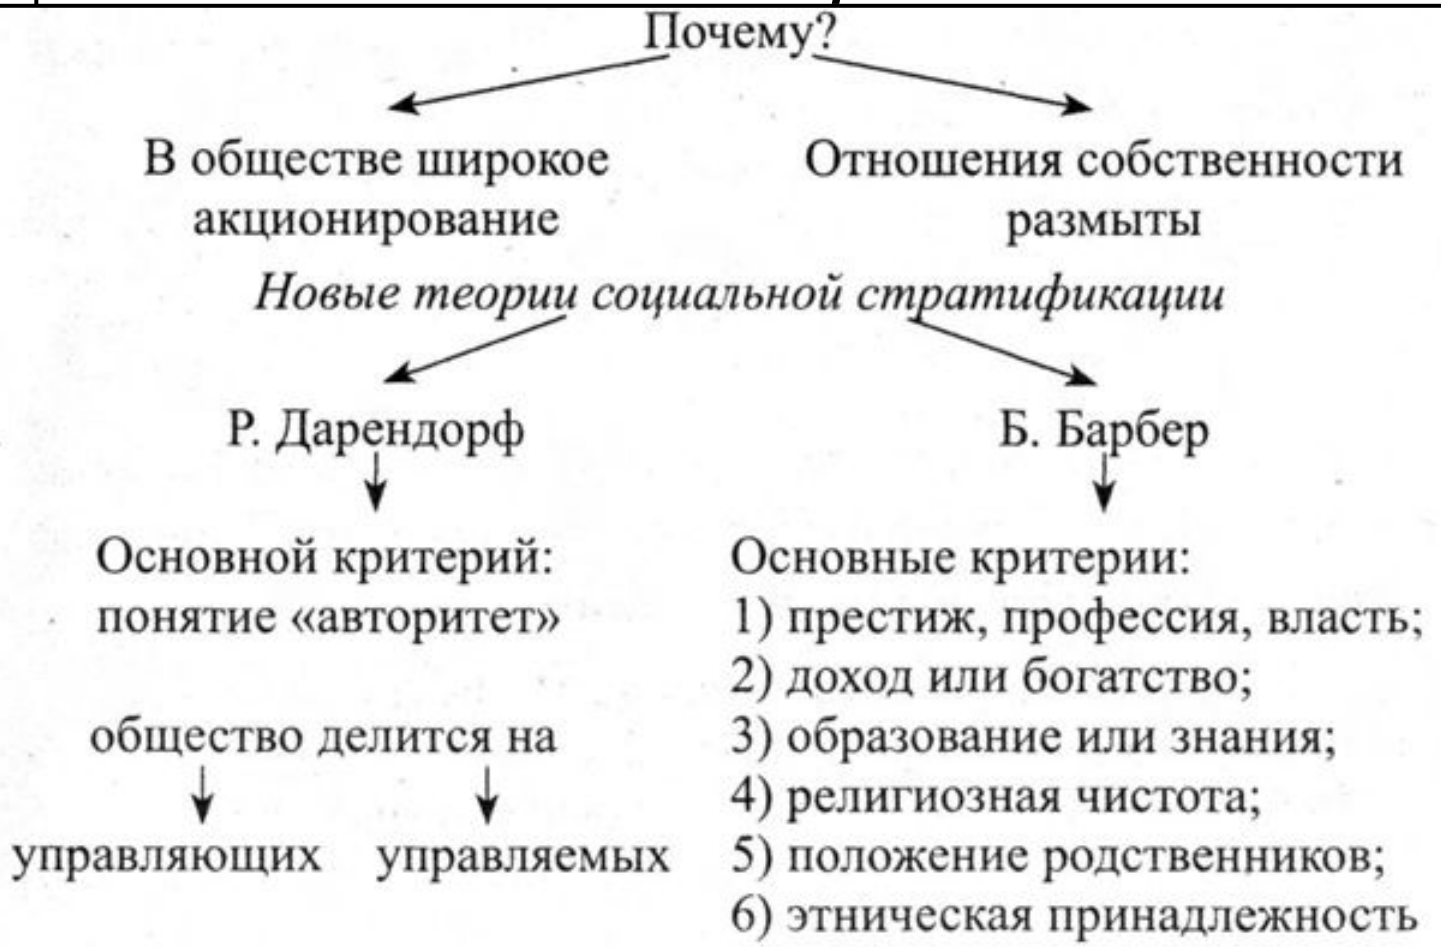 Почему?
В обществе широкое
акционирование
Отношения собственности
размыты
Новые теории социальной стратификации
Р. Дарендорф
Основной критерий:
понятие «авторитет»
общество делится на
управляющих управляемых
Б. Барбер
Основные критерии:
1) престиж, профессия, власть;
2) доход или богатство;
3) образование или знания;
4) религиозная чистота;
5) положение родственников;
6) этническая принадлежность